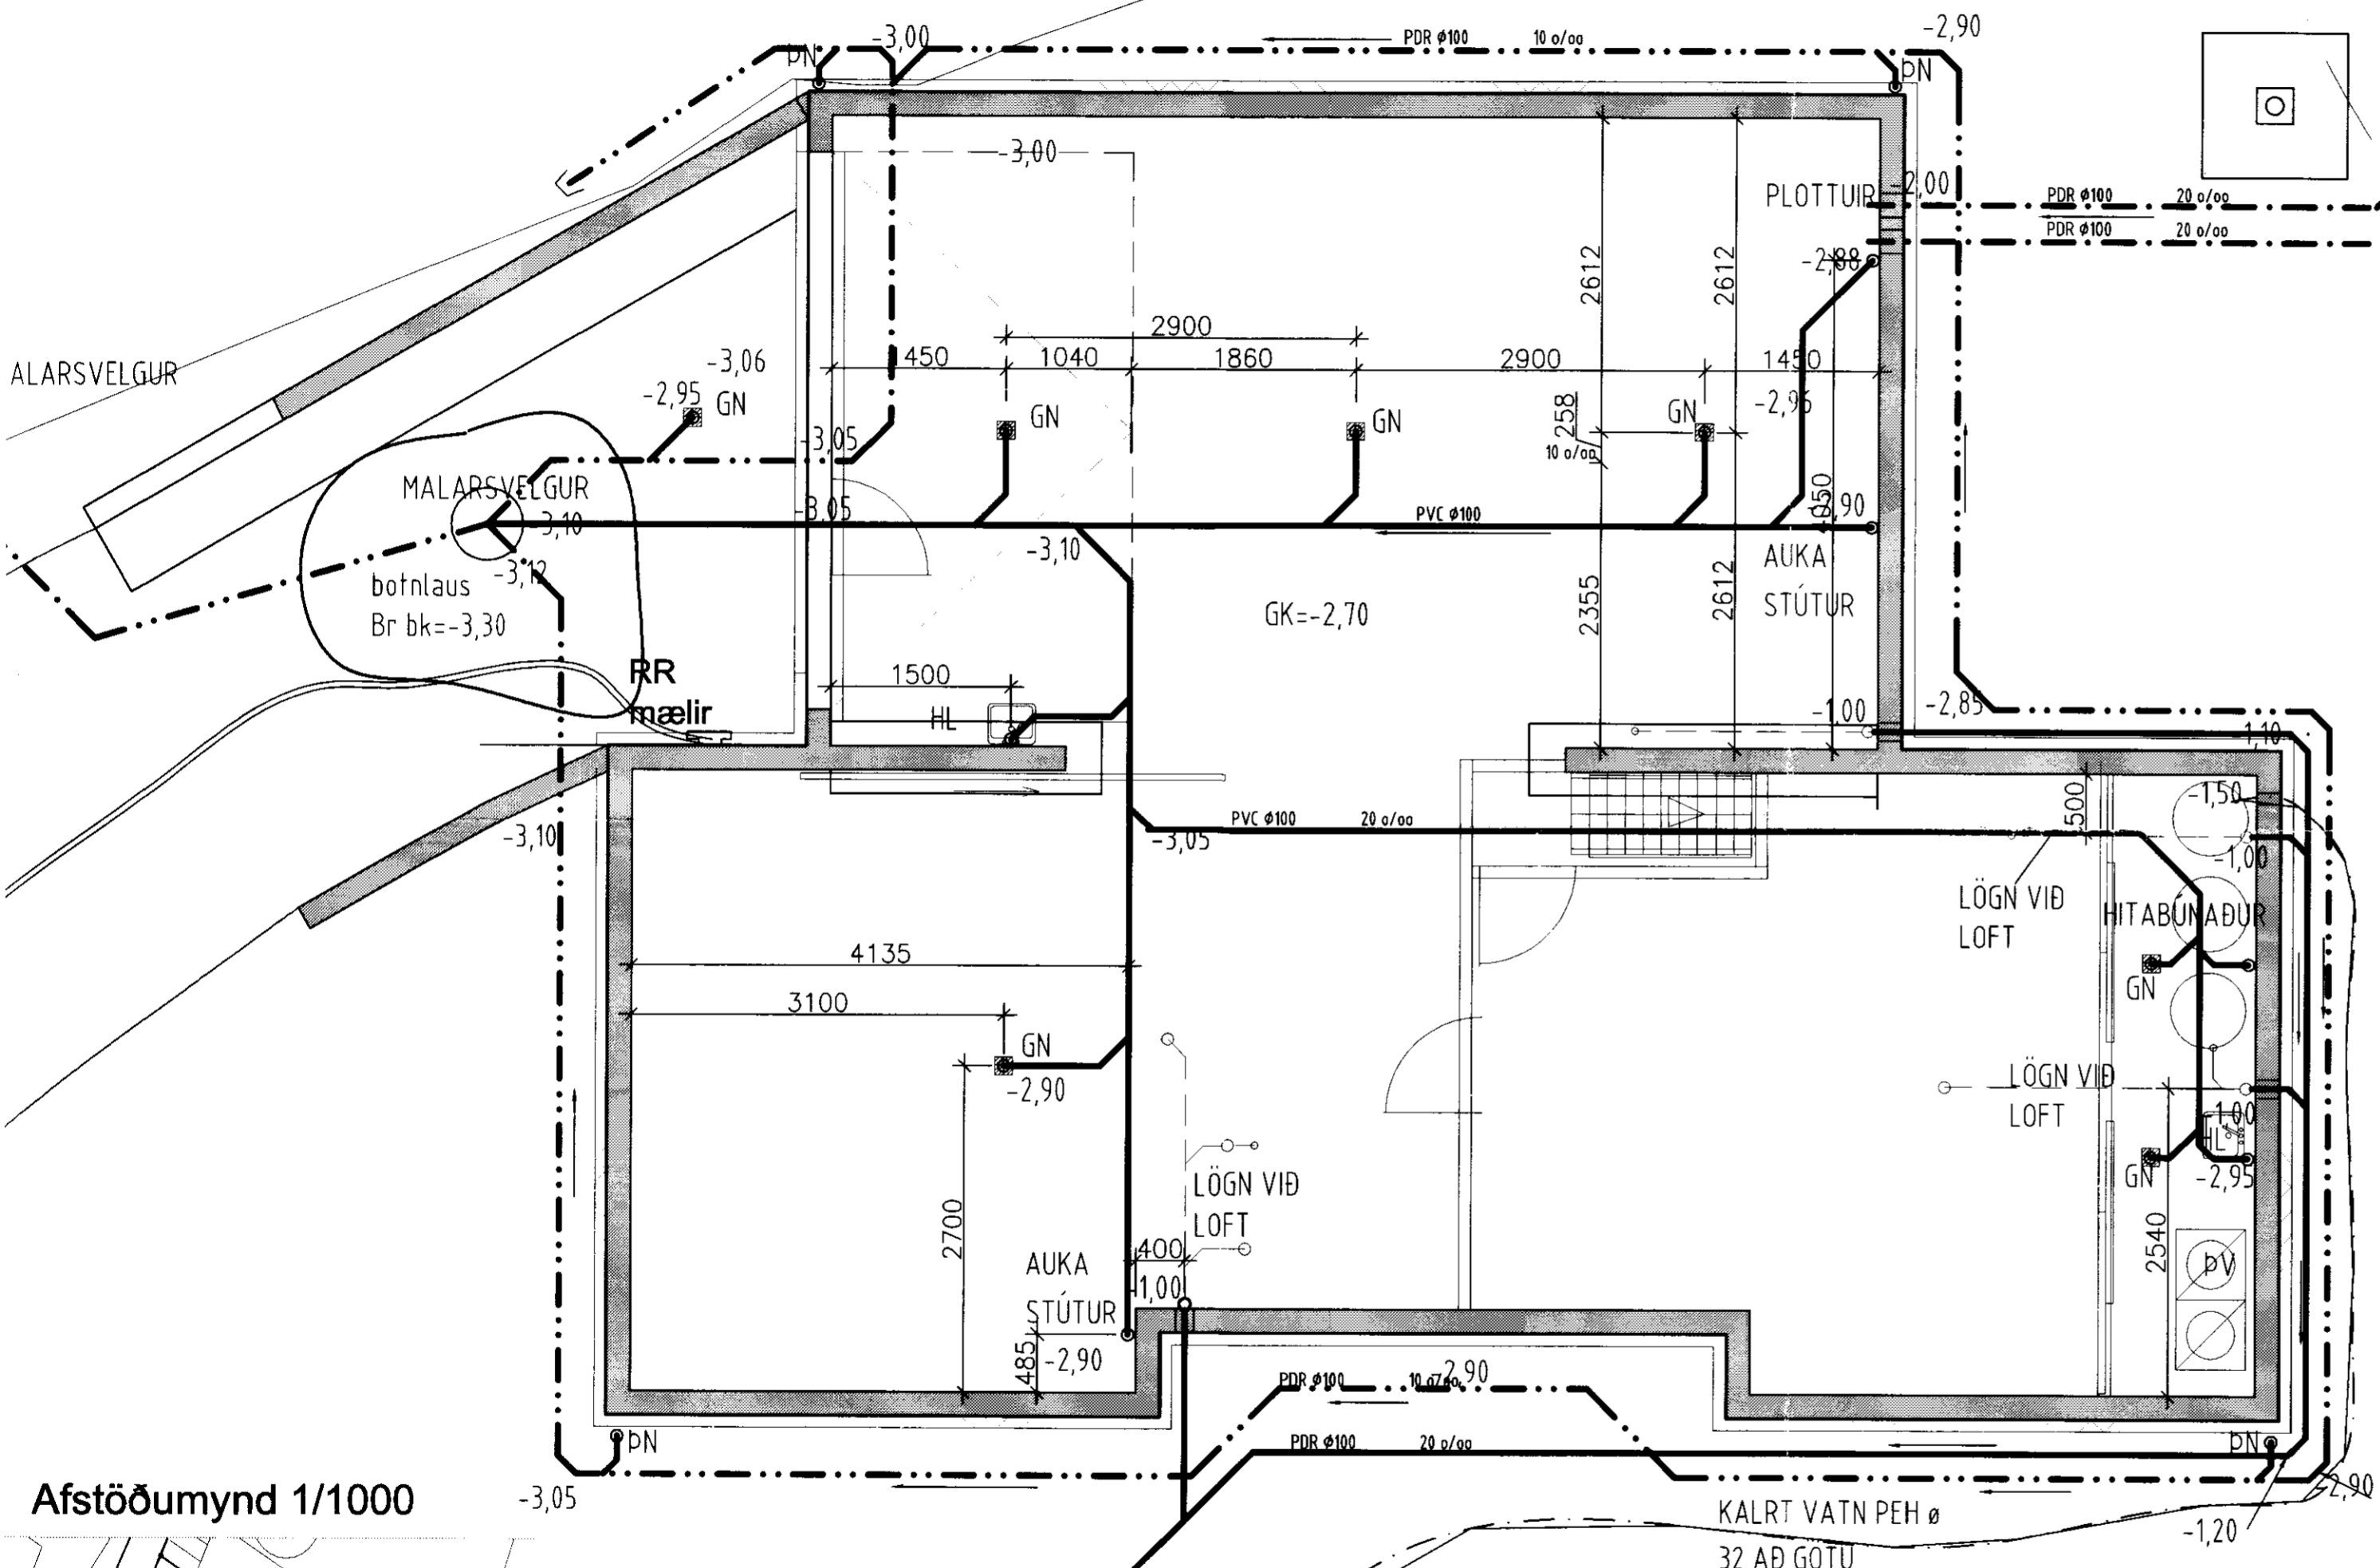 -3,00
PDR ø100 10 o/oo
-2,90
ÞN
ÞN
-3,00
PLOTTUIR
-2,00
PDR ø100 20 o/oo
PDR ø100 20 o/oo
-2,88
2612
2612
2900
450
1040
1860
2900
1450
ALARSVELGUR
-3,06
-2,95
GN
GN
GN
GN
-2,96
258
10 o/oo
-3,05
MALARSVELGUR
-3,10
-3,05
PVC ø100
-2,90
-3,10
-3,12
botnlaus
Br bk=-3,30
AUKA
STÚTUR
GK=-2,70
2355
2612
RR
mælir
1500
HL
-1,00
-2,85
-1,10
-3,10
PVC ø100 20 o/oo
-3,05
500
-1,50
-1,00
LÖGN VIÐ
LOFT
HITABÚNAÐUR
4135
3100
GN
GN
-2,90
LÖGN VIÐ
LOFT
-1,00
HL
GN
-2,95
LÖGN VIÐ
LOFT
2700
2540
ÞV
AUKA
STÚTUR
400
-1,00
485
-2,90
PDR ø100 10 o/oo
-2,90
PDR ø100 20 o/oo
ÞN
ÞN
Afstöðumynd 1/1000
-3,05
-2,90
KALRT VATN PEH ø
32 AÐ GÖTU
-1,20